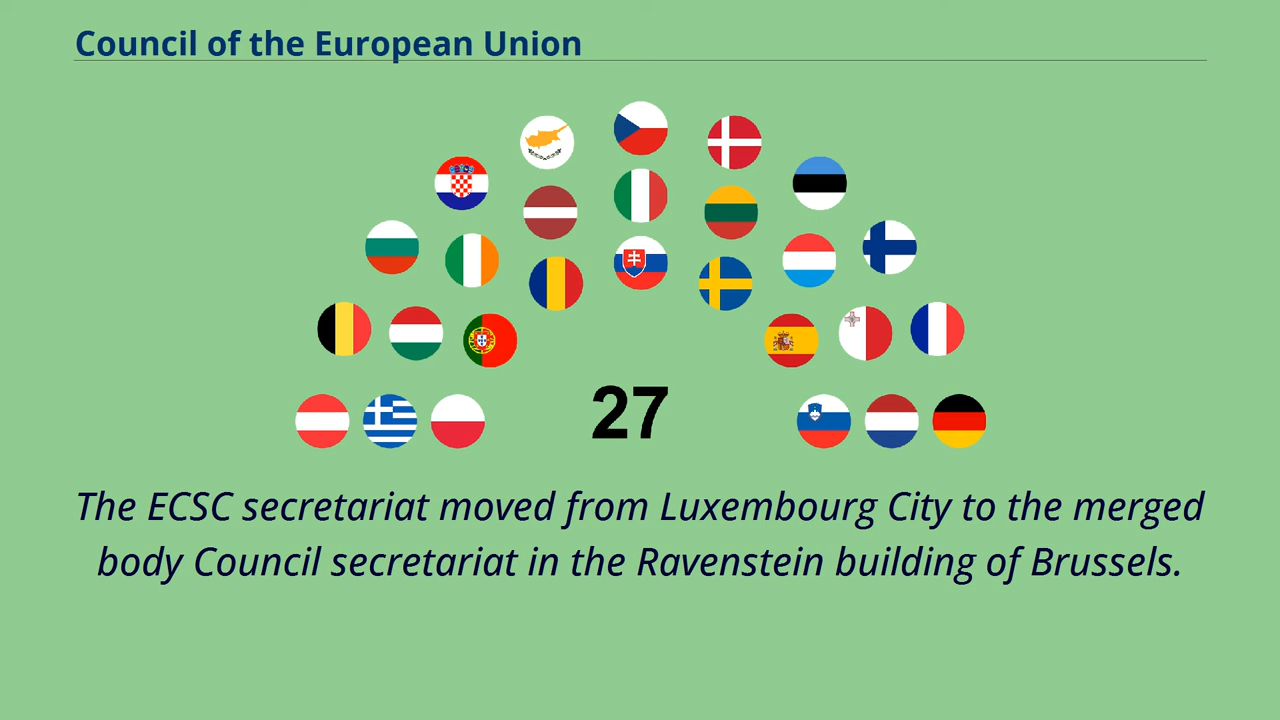 Council of the European Union
27
The ECSC secretariat moved from Luxembourg City to the merged
body Council secretariat in the Ravenstein building of Brussels.